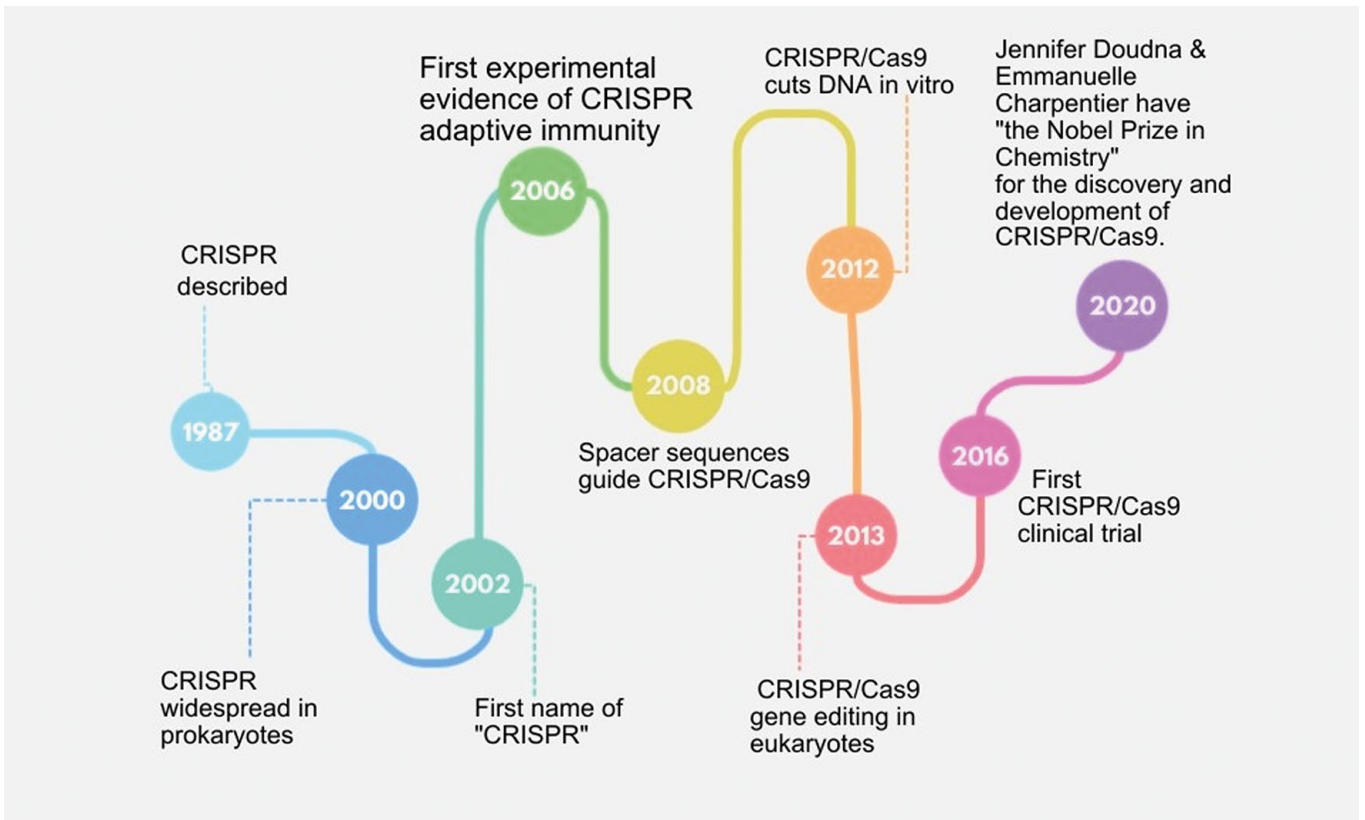 CRISPR
described
1987
2000
CRISPR
widespread in
prokaryotes
2002
First name of
"CRISPR"
First experimental
evidence of CRISPR
adaptive immunity
2006
2008
Spacer sequences
guide CRISPR/Cas9
CRISPR/Cas9
cuts DNA in vitro
2012
2013
CRISPR/Cas9
gene editing in
eukaryotes
2016
First
CRISPR/Cas9
clinical trial
Jennifer Doudna &
Emmanuelle
Charpentier have
"the Nobel Prize in
Chemistry"
for the discovery and
development of
CRISPR/Cas9.
2020